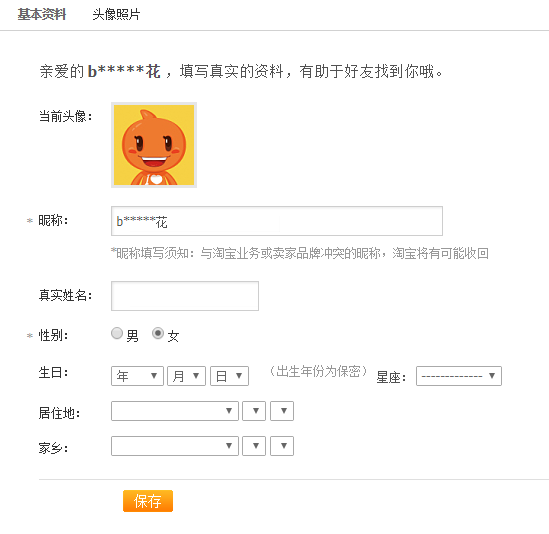 基本资料 头像照片
亲爱的 b*****花 ，填写真实的资料，有助于好友找到你哦。
当前头像：
* 昵称： b*****花
*昵称填写须知：与淘宝业务或卖家品牌冲突的昵称，淘宝将有可能收回
真实姓名：
* 性别： 男 女
生日： 年 月 日 （出生年份为保密） 星座： -------------
居住地：
家乡：
保存